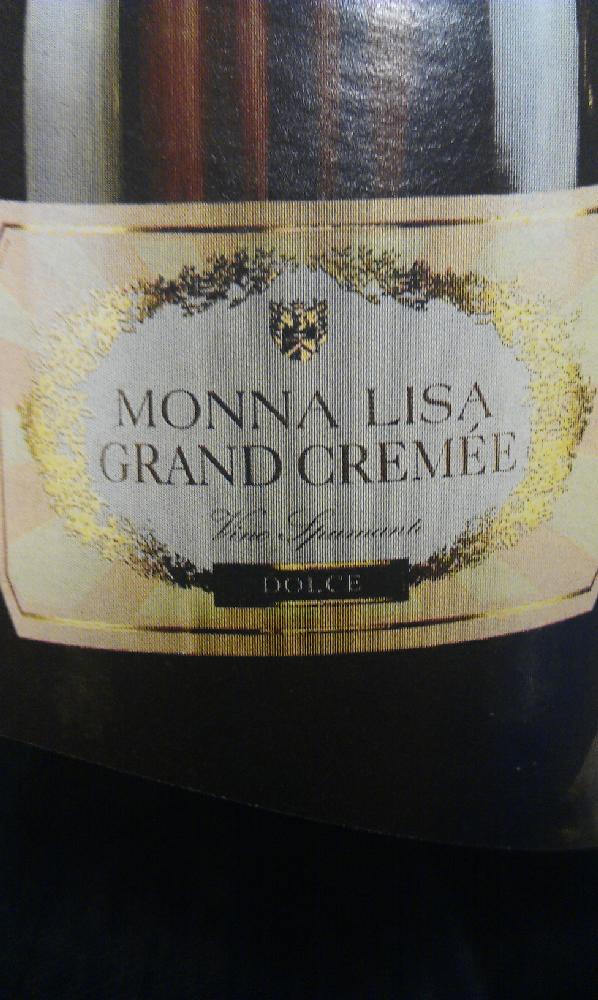 MONNA LISA
GRAND CREMÉE
Vino Spumante
DOLCE